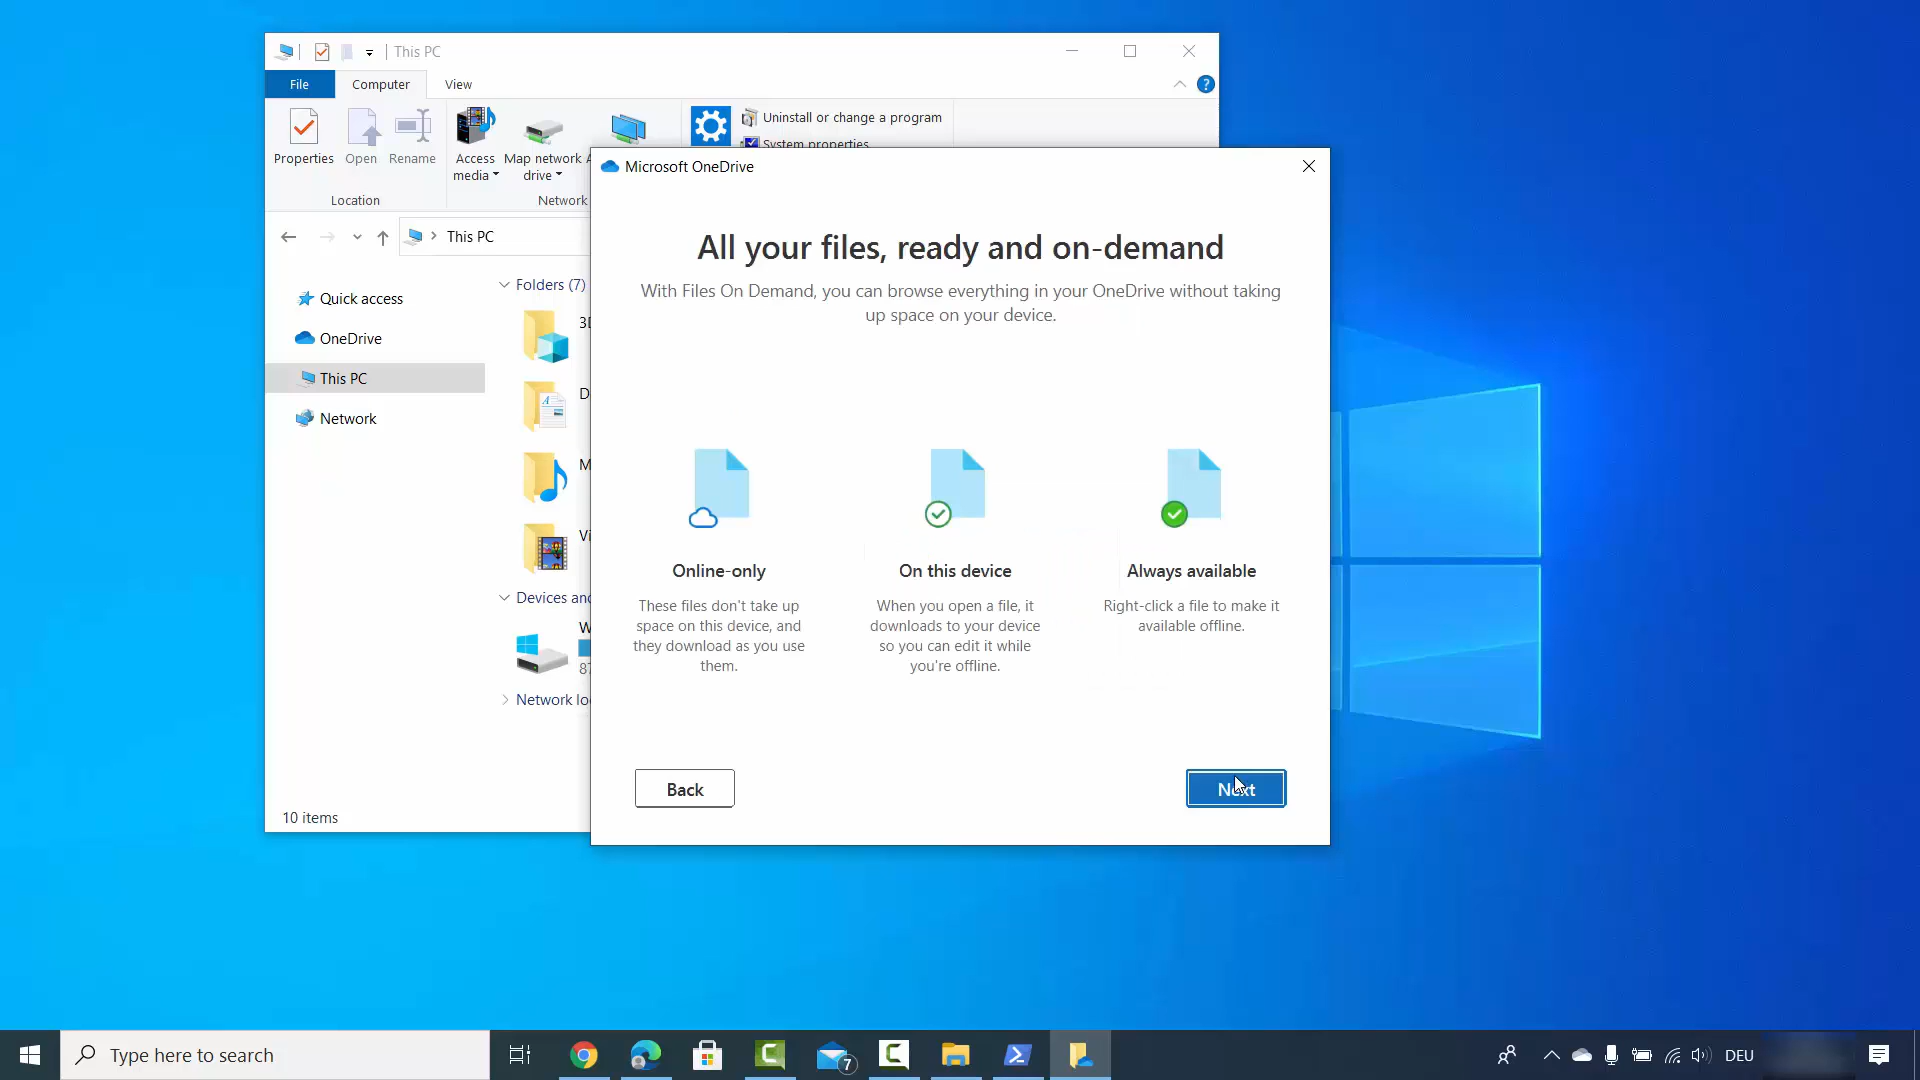 This PC
File
Computer
View
Properties
Open
Rename
Access media
Map network drive
Uninstall or change a program
System properties
Location
Network
This PC
Quick access
OneDrive
This PC
Network
Folders (7)
3D
D
M
Vi
Devices and
W
87
Network lo
10 items
Microsoft OneDrive
All your files, ready and on-demand
With Files On Demand, you can browse everything in your OneDrive without taking
up space on your device.
Online-only
These files don't take up
space on this device, and
they download as you use
them.
On this device
When you open a file, it
downloads to your device
so you can edit it while
you're offline.
Always available
Right-click a file to make it
available offline.
Back
Next
Type here to search
7
DEU